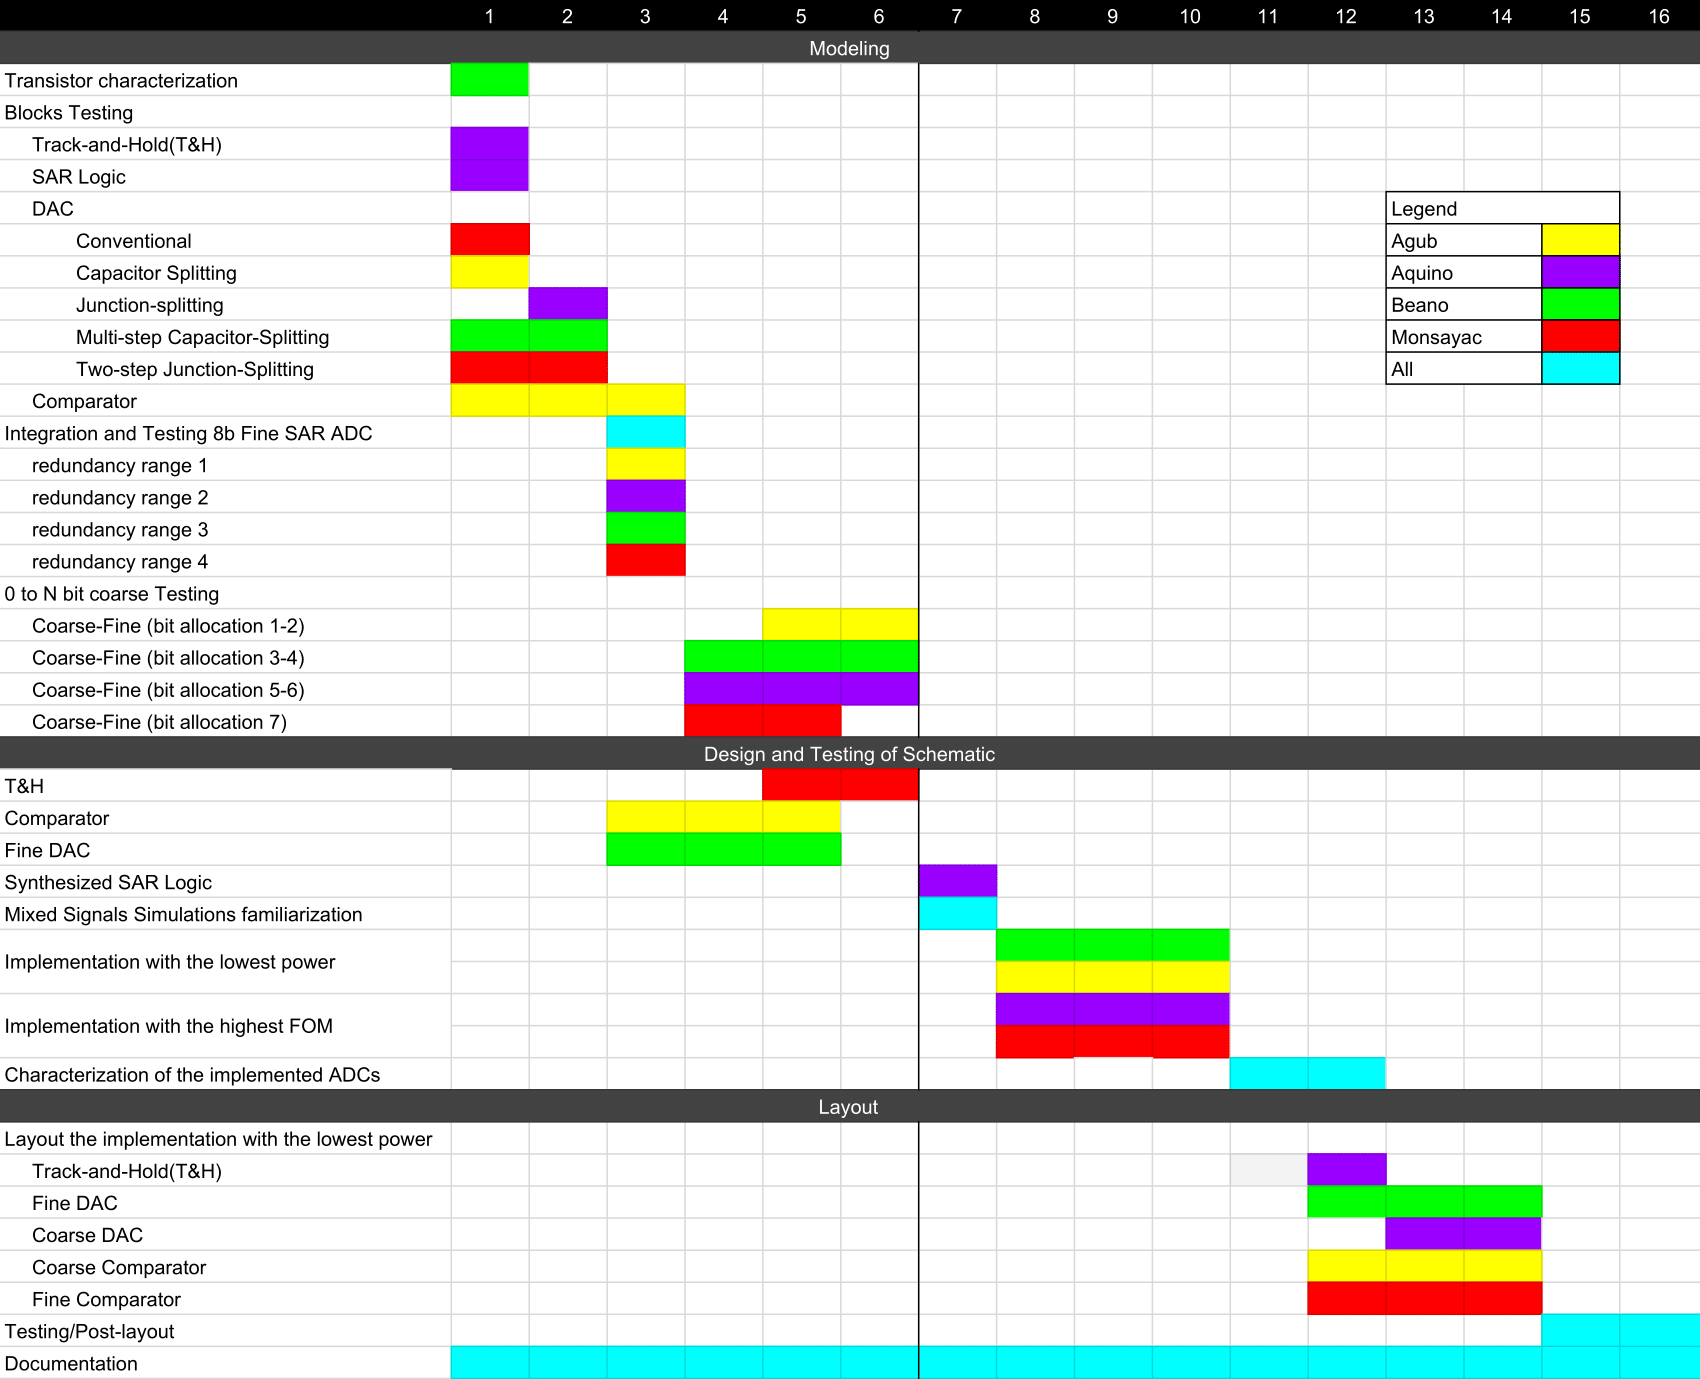 1 2 3 4 5 6 7 8 9 10 11 12 13 14 15 16
Modeling
Transistor characterization
Blocks Testing
Track-and-Hold(T&H)
SAR Logic
DAC
Legend
Conventional
Agub
Capacitor Splitting
Aquino
Junction-splitting
Beano
Multi-step Capacitor-Splitting
Monsayac
Two-step Junction-Splitting
All
Comparator
Integration and Testing 8b Fine SAR ADC
redundancy range 1
redundancy range 2
redundancy range 3
redundancy range 4
0 to N bit coarse Testing
Coarse-Fine (bit allocation 1-2)
Coarse-Fine (bit allocation 3-4)
Coarse-Fine (bit allocation 5-6)
Coarse-Fine (bit allocation 7)
Design and Testing of Schematic
T&H
Comparator
Fine DAC
Synthesized SAR Logic
Mixed Signals Simulations familiarization
Implementation with the lowest power
Implementation with the highest FOM
Characterization of the implemented ADCs
Layout
Layout the implementation with the lowest power
Track-and-Hold(T&H)
Fine DAC
Coarse DAC
Coarse Comparator
Fine Comparator
Testing/Post-layout
Documentation